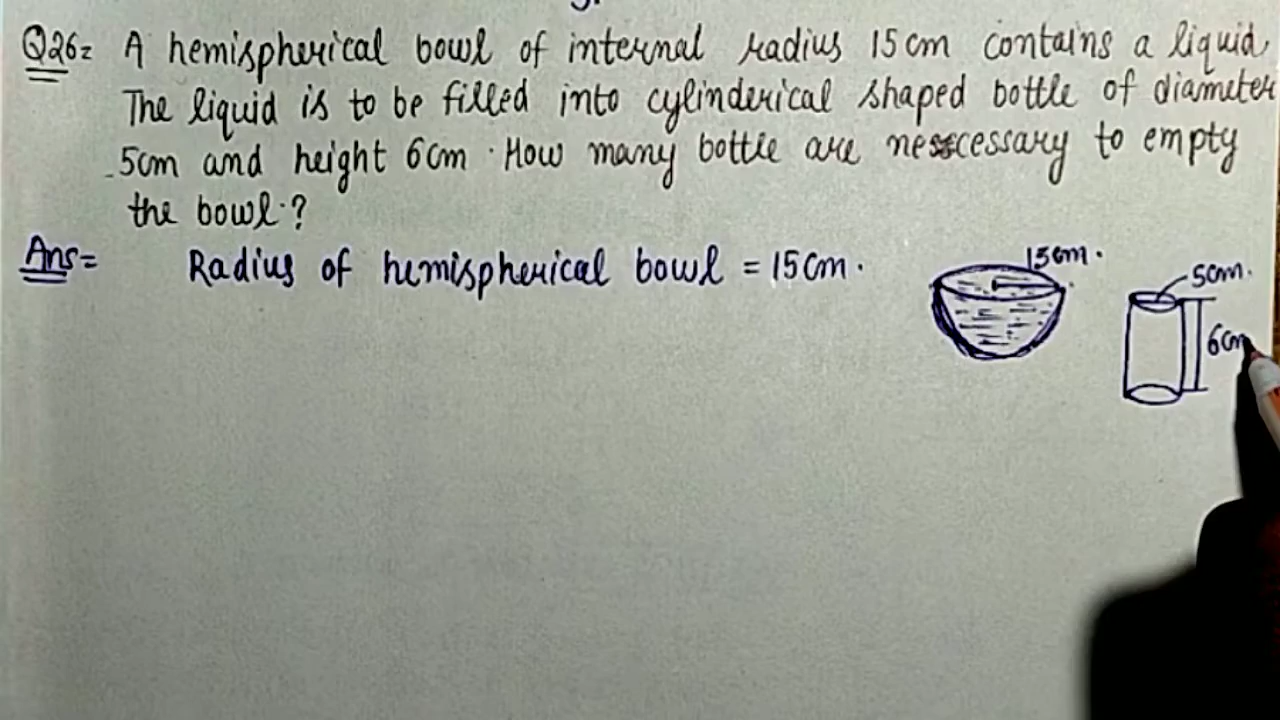 Q26= A hemispherical bowl of internal radius 15cm contains a liquid,
The liquid is to be filled into cylinderical shaped bottle of diameter
5cm and height 6cm. How many bottle are nesscessary to empty
the bowl.?
Ans= Radius of hemispherical bowl = 15cm.
15cm.
5cm.
6cm